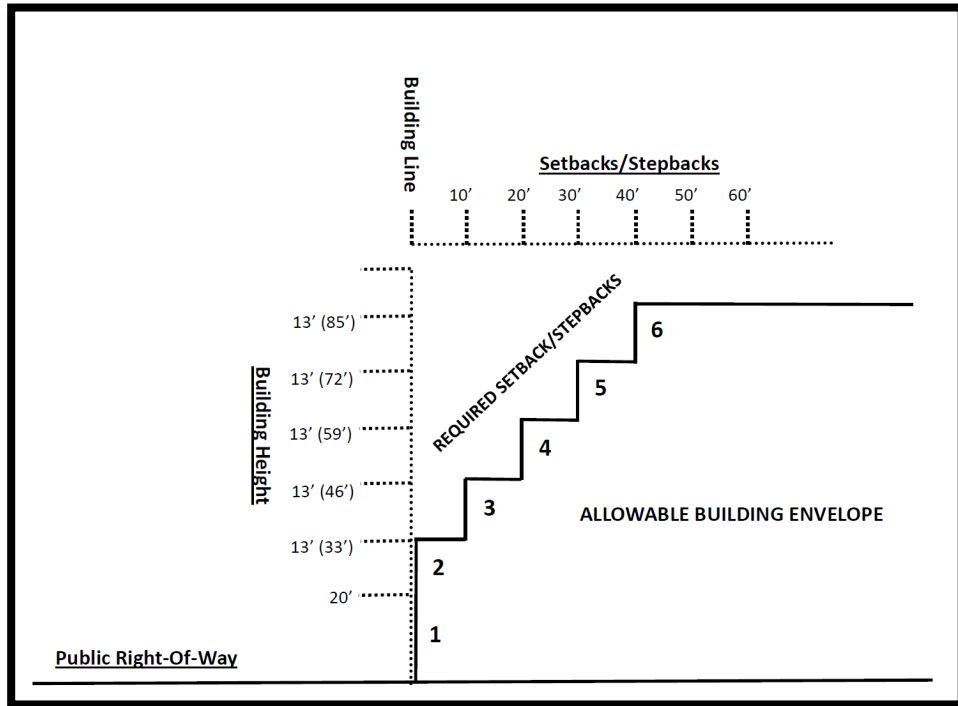 Building Line
Setbacks/Stepbacks
10’ 20’ 30’ 40’ 50’ 60’
REQUIRED SETBACK/STEPBACKS
Building Height
13’ (85’)
6
13’ (72’)
5
13’ (59’)
4
13’ (46’)
3
ALLOWABLE BUILDING ENVELOPE
13’ (33’)
2
20’
1
Public Right-Of-Way